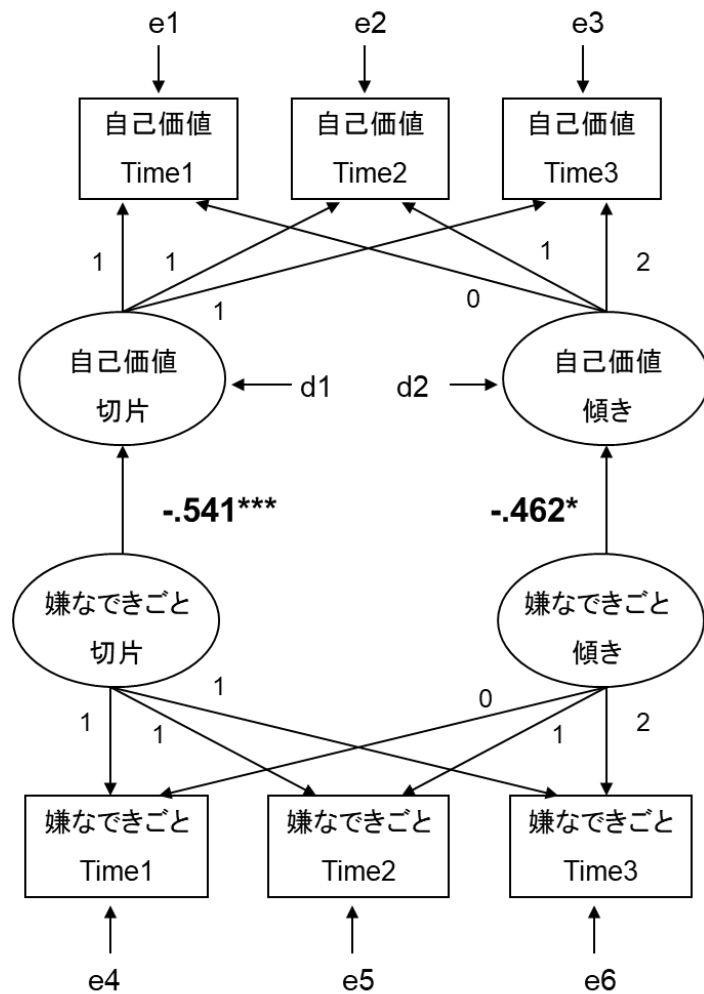 e1
e2
e3
自己価値
Time1
自己価値
Time2
自己価値
Time3
1
1
1
0
1
2
自己価値
切片
d1
d2
自己価値
傾き
-.541***
-.462*
嫌なできごと
切片
嫌なできごと
傾き
1
1
1
0
1
2
嫌なできごと
Time1
嫌なできごと
Time2
嫌なできごと
Time3
e4
e5
e6